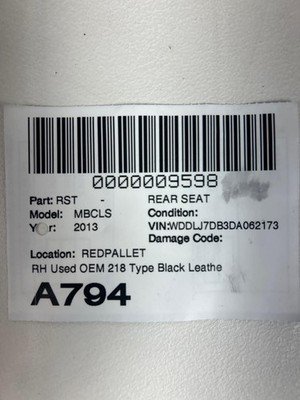 0000009598
Part: RST - REAR SEAT
Model: MBCLS Condition:
Year: 2013 VIN:WDDLJ7DB3DA062173
Damage Code:
Location: REDPALLET
RH Used OEM 218 Type Black Leathe
A794